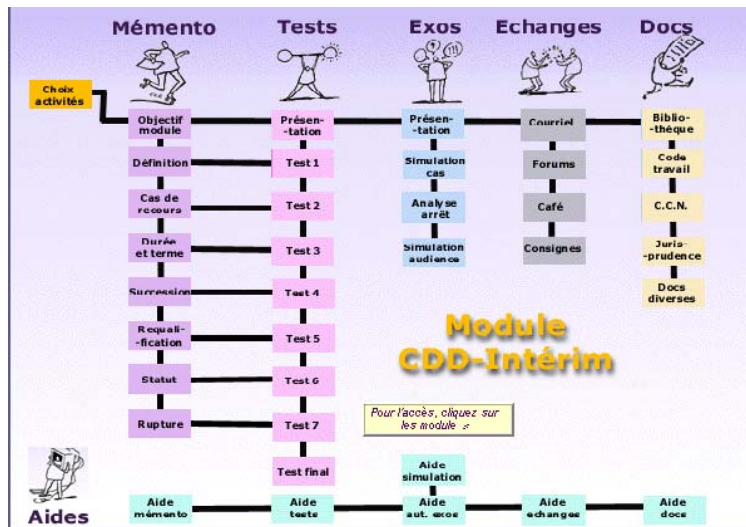 Mémento Tests Exos Echanges Docs
Choix
activités
Objectif
module
Présen-
-tation
Présen-
-tation
Courriel
Biblio-
-thèque
Définition
Test 1
Simulation
cas
Forums
Code
travail
Cas de
recours
Test 2
Analyse
arrêt
Café
C.C.N.
Durée
et terme
Test 3
Simulation
audience
Consignes
Juris-
-prudence
Succession
Test 4
Docs
diverses
Requali-
-fication
Test 5
Module
CDD-Intérim
Statut
Test 6
Rupture
Test 7
Pour l'accès, cliquez sur
les module
Test final
Aide
simulation
Aides
Aide
mémento
Aide
tests
Aide
aut. exos
Aide
echanges
Aide
docs